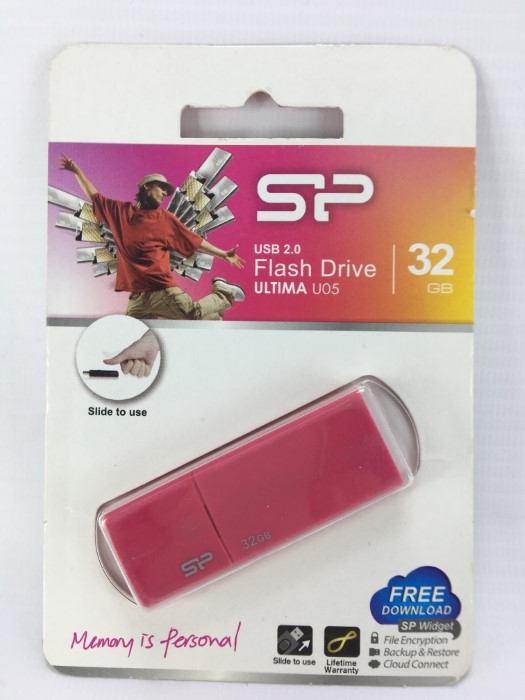 SP
USB 2.0
Flash Drive
ULTIMA U05
32
GB
Slide to use
32GB
SP
FREE
DOWNLOAD
SP Widget
File Encryption
Backup & Restore
Cloud Connect
Memory is Personal
Slide to use
Lifetime
Warranty